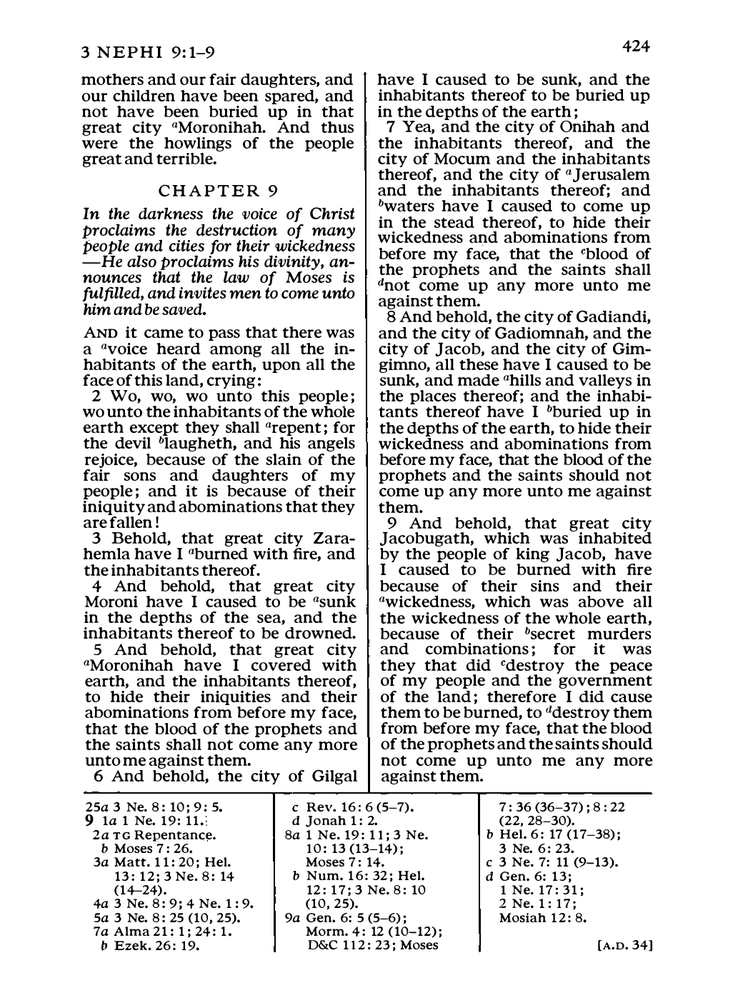 3 NEPHI 9:1–9
424
mothers and our fair daughters, and
our children have been spared, and
not have been buried up in that
great city aMoronihah. And thus
were the howlings of the people
great and terrible.
CHAPTER 9
In the darkness the voice of Christ
proclaims the destruction of many
people and cities for their wickedness
—He also proclaims his divinity, an-
nounces that the law of Moses is
fulfilled, and invites men to come unto
him and be saved.
AND it came to pass that there was
a avoice heard among all the in-
habitants of the earth, upon all the
face of this land, crying:
2 Wo, wo, wo unto this people;
wo unto the inhabitants of the whole
earth except they shall arepent; for
the devil blaugheth, and his angels
rejoice, because of the slain of the
fair sons and daughters of my
people; and it is because of their
iniquity and abominations that they
are fallen!
3 Behold, that great city Zara-
hemla have I aburned with fire, and
the inhabitants thereof.
4 And behold, that great city
Moroni have I caused to be asunk
in the depths of the sea, and the
inhabitants thereof to be drowned.
5 And behold, that great city
aMoronihah have I covered with
earth, and the inhabitants thereof,
to hide their iniquities and their
abominations from before my face,
that the blood of the prophets and
the saints shall not come any more
unto me against them.
6 And behold, the city of Gilgal
have I caused to be sunk, and the
inhabitants thereof to be buried up
in the depths of the earth;
7 Yea, and the city of Onihah and
the inhabitants thereof, and the
city of Mocum and the inhabitants
thereof, and the city of aJerusalem
and the inhabitants thereof; and
bwaters have I caused to come up
in the stead thereof, to hide their
wickedness and abominations from
before my face, that the cblood of
the prophets and the saints shall
dnot come up any more unto me
against them.
8 And behold, the city of Gadiandi,
and the city of Gadiomnah, and the
city of Jacob, and the city of Gim-
gimno, all these have I caused to be
sunk, and made ahills and valleys in
the places thereof; and the inhabi-
tants thereof have I bburied up in
the depths of the earth, to hide their
wickedness and abominations from
before my face, that the blood of the
prophets and the saints should not
come up any more unto me against
them.
9 And behold, that great city
Jacobugath, which was inhabited
by the people of king Jacob, have
I caused to be burned with fire
because of their sins and their
awickedness, which was above all
the wickedness of the whole earth,
because of their bsecret murders
and combinations; for it was
they that did cdestroy the peace
of my people and the government
of the land; therefore I did cause
them to be burned, to ddestroy them
from before my face, that the blood
of the prophets and the saints should
not come up unto me any more
against them.
25a 3 Ne. 8:10; 9:5.
9 1a 1 Ne. 19:11.
2a TG Repentance.
b Moses 7:26.
3a Matt. 11:20; Hel.
13:12; 3 Ne. 8:14
(14–24).
4a 3 Ne. 8:9; 4 Ne. 1:9.
5a 3 Ne. 8:25 (10, 25).
7a Alma 21:1; 24:1.
b Ezek. 26:19.
c Rev. 16:6 (5–7).
d Jonah 1:2.
8a 1 Ne. 19:11; 3 Ne.
10:13 (13–14);
Moses 7:14.
b Num. 16:32; Hel.
12:17; 3 Ne. 8:10
(10, 25).
9a Gen. 6:5 (5–6);
Morm. 4:12 (10–12);
D&C 112:23; Moses
7:36 (36–37); 8:22
(22, 28–30).
b Hel. 6:17 (17–38);
3 Ne. 6:23.
c 3 Ne. 7:11 (9–13).
d Gen. 6:13;
1 Ne. 17:31;
2 Ne. 1:17;
Mosiah 12:8.
[A.D. 34]